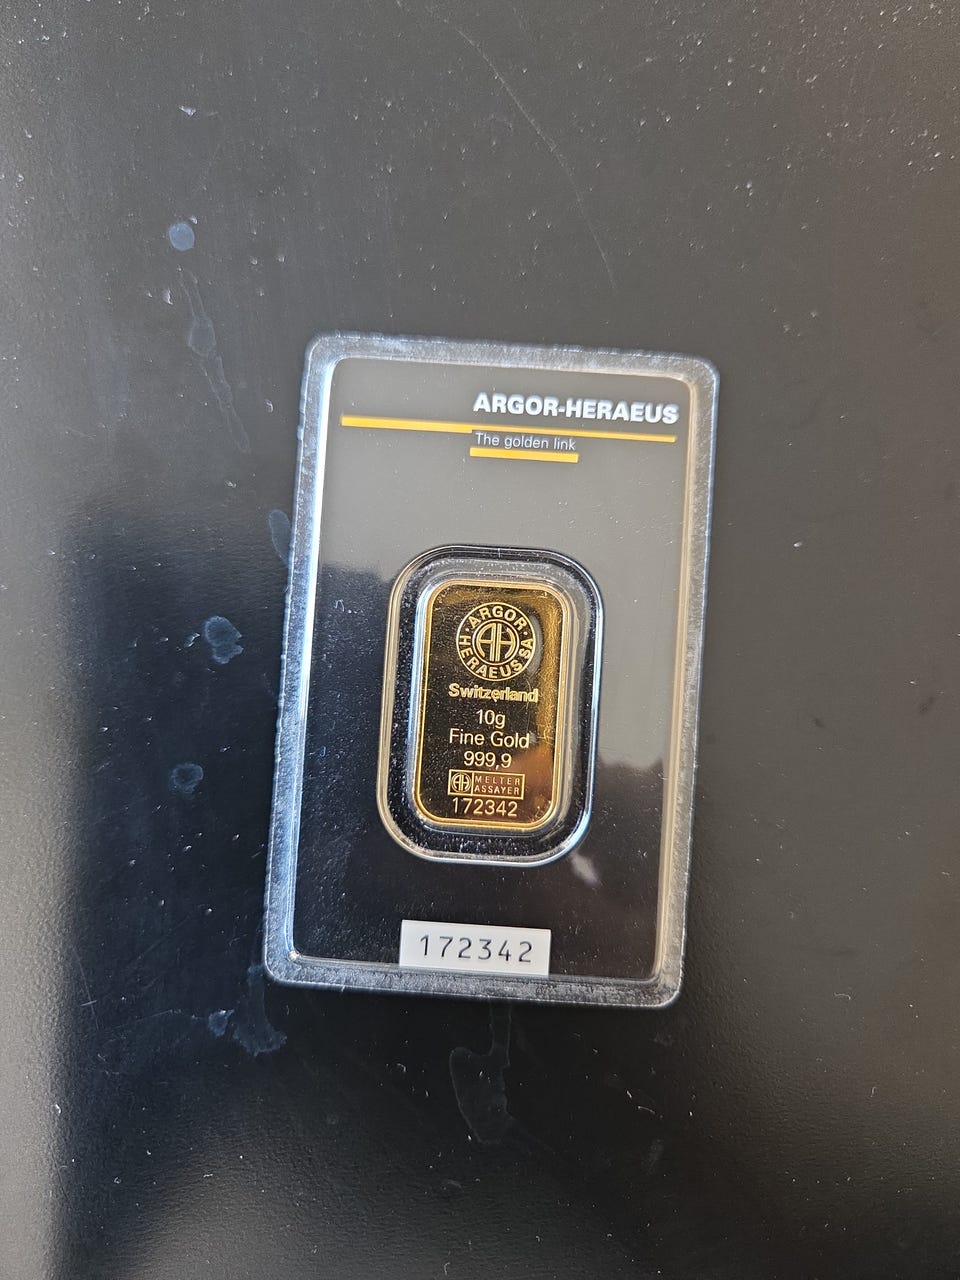 ARGOR-HERAEUS
The golden link
ARGOR
HERAEUS SA
AH
Switzerland
10g
Fine Gold
999,9
AH MELTER
ASSAYER
172342
172342